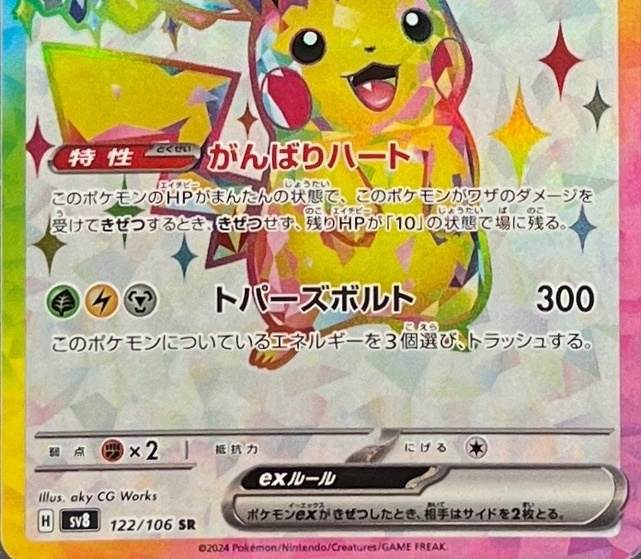 特性 とくせい がんばりハート
このポケモンのHPがまんたんの状態で、このポケモンがワザのダメージを
受けてきぜつするとき、きぜつせず、残りHPが「10」の状態で場に残る。
トパーズボルト 300
このポケモンについているエネルギーを3個選び、トラッシュする。
弱点 ×2 抵抗力 にげる
exルール
ポケモンexがきぜつしたとき、相手はサイドを2枚とる。
Illus. aky CG Works
H SV8 122/106 SR
©2024 Pokémon/Nintendo/Creatures/GAME FREAK.